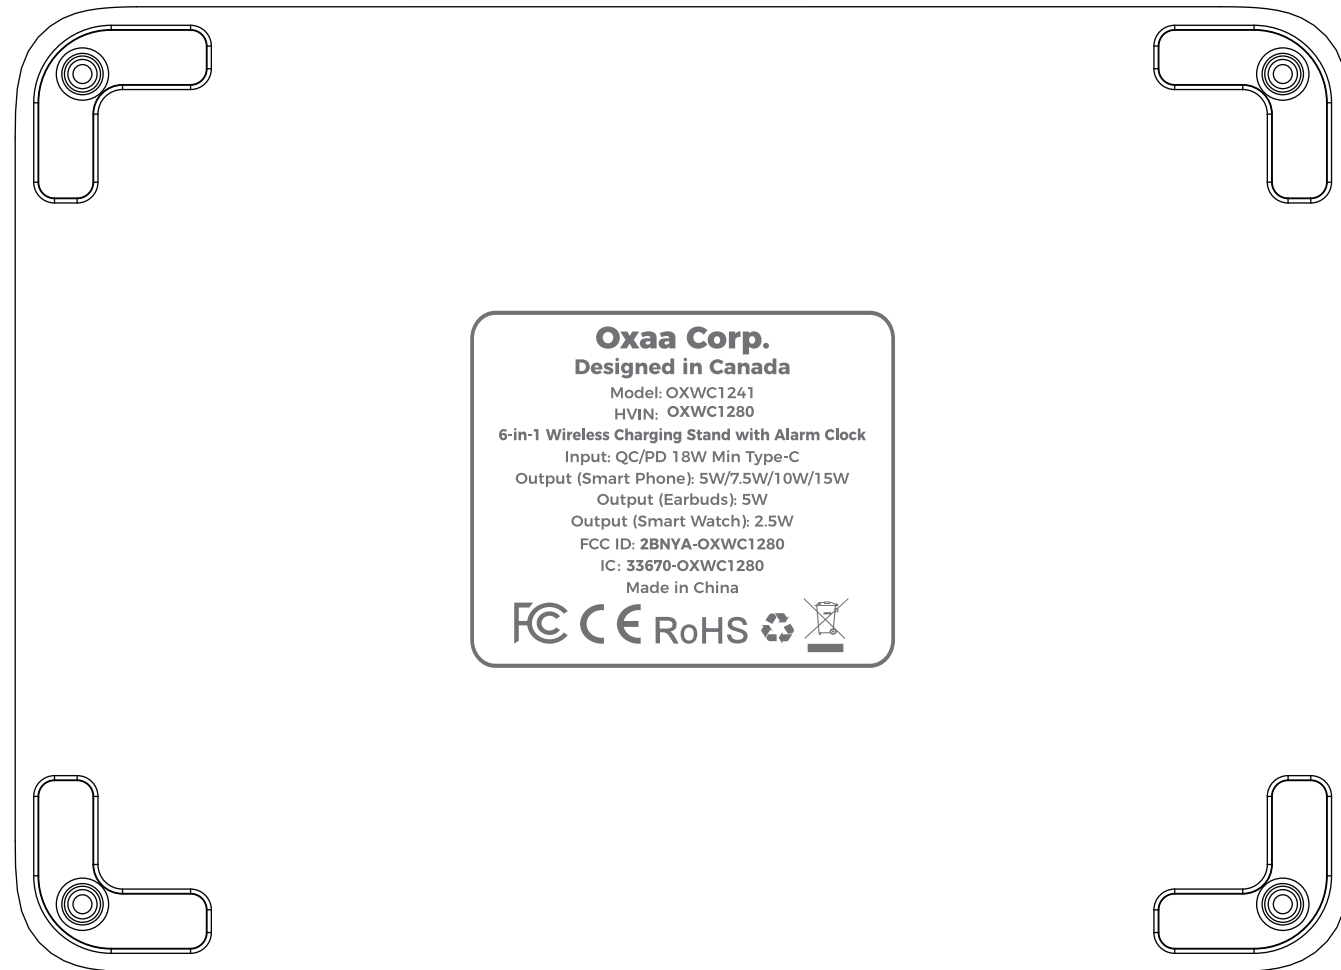 Oxaa Corp.
Designed in Canada
Model: OXWC1241
HVIN: OXWC1280
6-in-1 Wireless Charging Stand with Alarm Clock
Input: QC/PD 18W Min Type-C
Output (Smart Phone): 5W/7.5W/10W/15W
Output (Earbuds): 5W
Output (Smart Watch): 2.5W
FCC ID: 2BNYA-OXWC1280
IC: 33670-OXWC1280
Made in China
FC CE RoHS